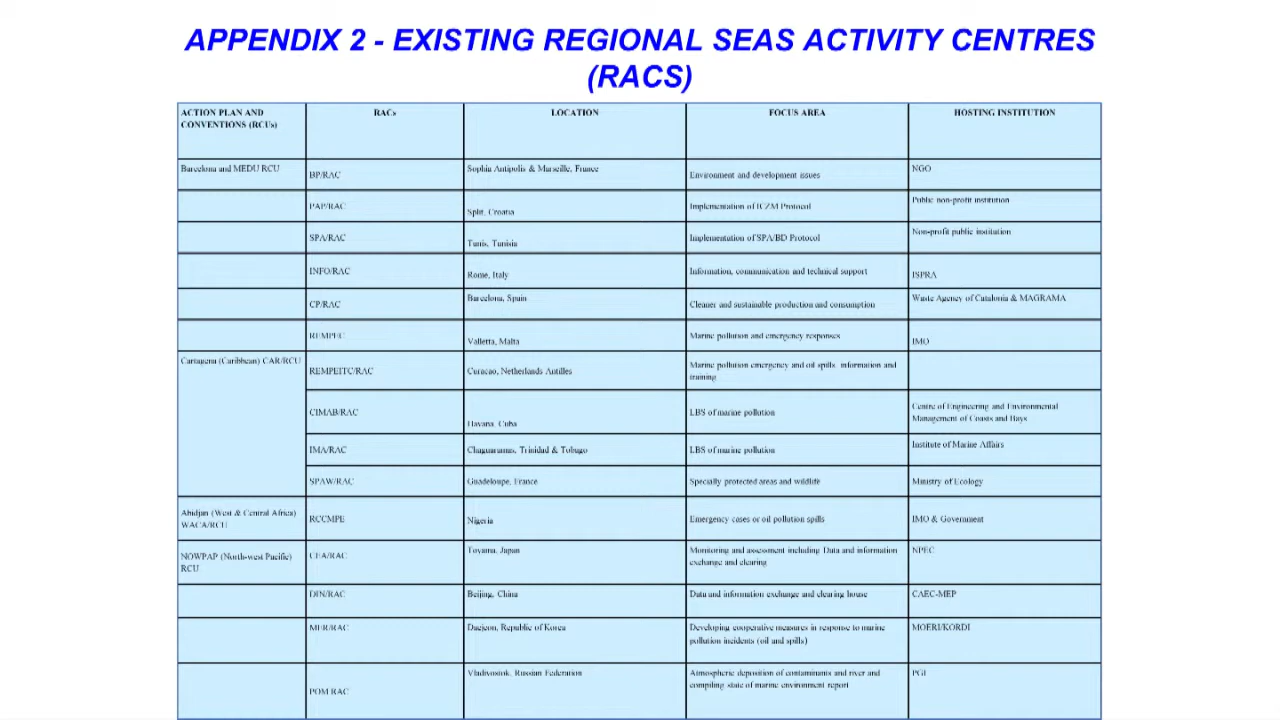 APPENDIX 2 - EXISTING REGIONAL SEAS ACTIVITY CENTRES
(RACS)
ACTION PLAN AND CONVENTIONS (RCUs) RACs LOCATION FOCUS AREA HOSTING INSTITUTION
Barcelona and MEDU RCU BP/RAC Sophia Antipolis & Marseille, France Environment and development issues NGO
PAP/RAC Split, Croatia Implementation of ICZM Protocol Public non-profit institution
SPA/RAC Tunis, Tunisia Implementation of SPA/BD Protocol Non-profit public institution
INFO/RAC Rome, Italy Information, communication and technical support ISPRA
CP/RAC Barcelona, Spain Cleaner and sustainable production and consumption Waste Agency of Catalonia & MAGRAMA
REMPEC Valletta, Malta Marine pollution and emergency responses IMO
Cartagena (Caribbean) CAR/RCU REMPEITC/RAC Curacao, Netherlands Antilles Marine pollution emergency and oil spills information and training
CIMAB/RAC Havana, Cuba LBS of marine pollution Centre of Engineering and Environmental Management of Coasts and Bays
IMA/RAC Chaguaramas, Trinidad & Tobago LBS of marine pollution Institute of Marine Affairs
SPAW/RAC Guadeloupe, France Specially protected areas and wildlife Ministry of Ecology
Abidjan (West & Central Africa) WACA/RCU RCCMPE Nigeria Emergency cases or oil pollution spills IMO & Government
NOWPAP (North-west Pacific) RCU CEA/RAC Toyama, Japan Monitoring and assessment including Data and information exchange and clearing NPEC
DIN/RAC Beijing, China Data and information exchange and clearing house CAEC-MEP
MER/RAC Daejeon, Republic of Korea Developing cooperative measures in response to marine pollution incidents (oil and spills) MOERI/KORDI
POM RAC Vladivostok, Russian Federation Atmospheric deposition of contaminants and river and compiling state of marine environment report PGI